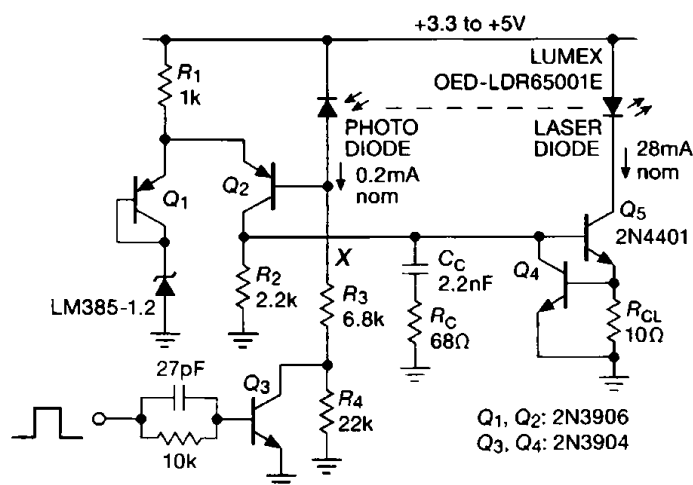 +3.3 to +5V
LUMEX
OED-LDR65001E
R1
1k
PHOTO
DIODE
LASER
DIODE
0.2mA
nom
28mA
nom
Q1
Q2
Q5
2N4401
X
CC
2.2nF
Q4
R2
2.2k
LM385-1.2
R3
6.8k
RC
68Ω
RCL
10Ω
27pF
Q3
R4
22k
10k
Q1, Q2: 2N3906
Q3, Q4: 2N3904